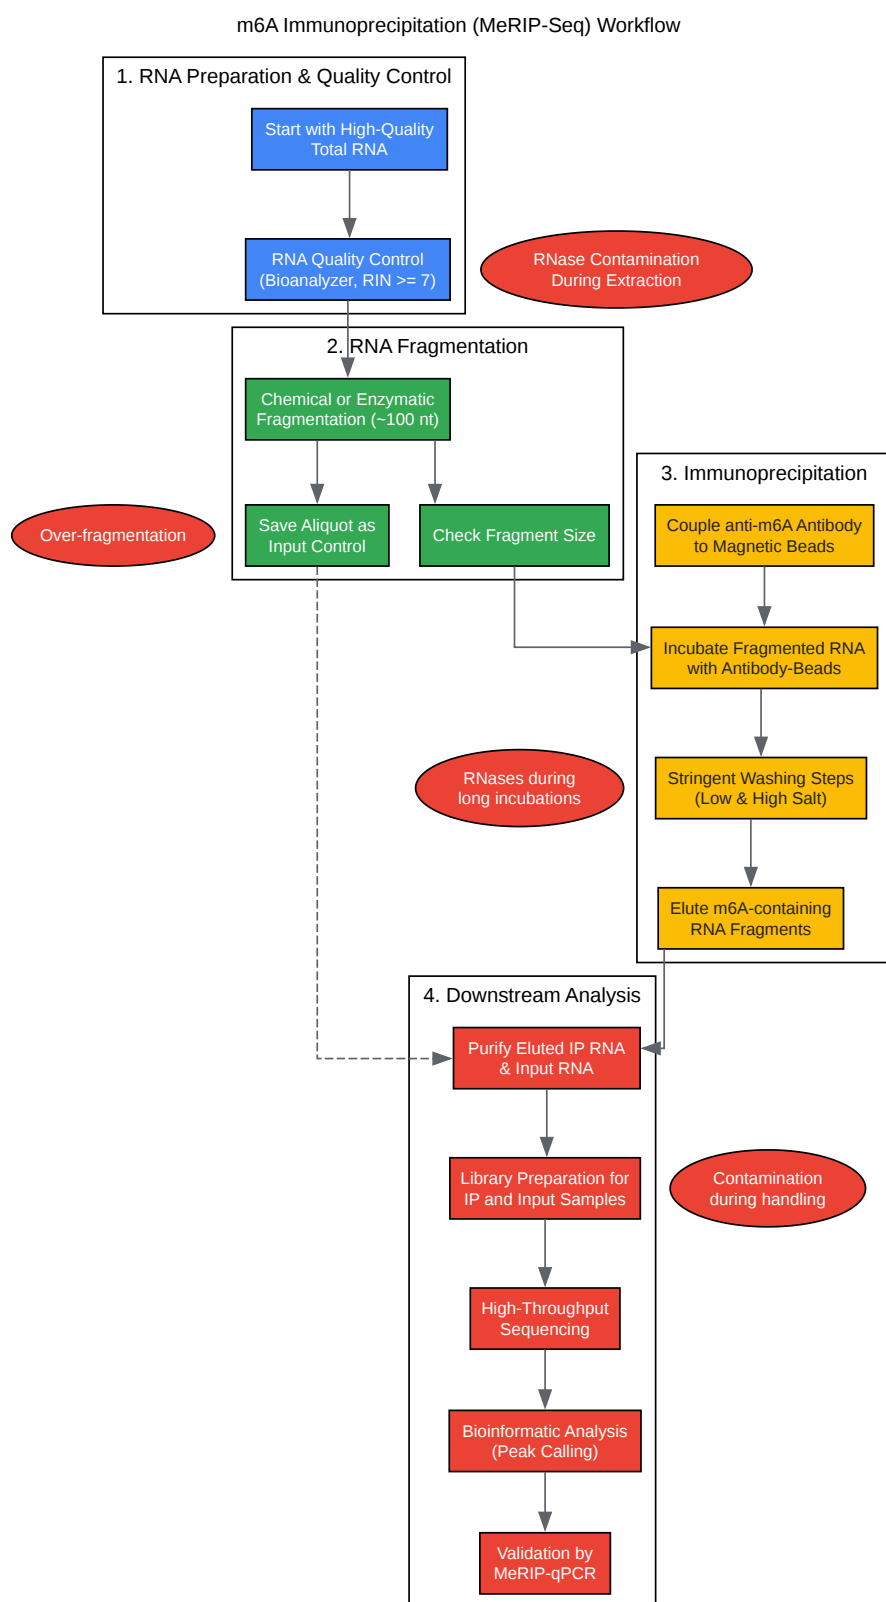 m6A Immunoprecipitation (MeRIP-Seq) Workflow
1. RNA Preparation & Quality Control
Start with High-Quality
Total RNA
RNA Quality Control
(Bioanalyzer, RIN >= 7)
RNase Contamination
During Extraction
2. RNA Fragmentation
Chemical or Enzymatic
Fragmentation (~100 nt)
Over-fragmentation
Save Aliquot as
Input Control
Check Fragment Size
3. Immunoprecipitation
Couple anti-m6A Antibody
to Magnetic Beads
Incubate Fragmented RNA
with Antibody-Beads
RNases during
long incubations
Stringent Washing Steps
(Low & High Salt)
Elute m6A-containing
RNA Fragments
4. Downstream Analysis
Purify Eluted IP RNA
& Input RNA
Library Preparation for
IP and Input Samples
Contamination
during handling
High-Throughput
Sequencing
Bioinformatic Analysis
(Peak Calling)
Validation by
MeRIP-qPCR